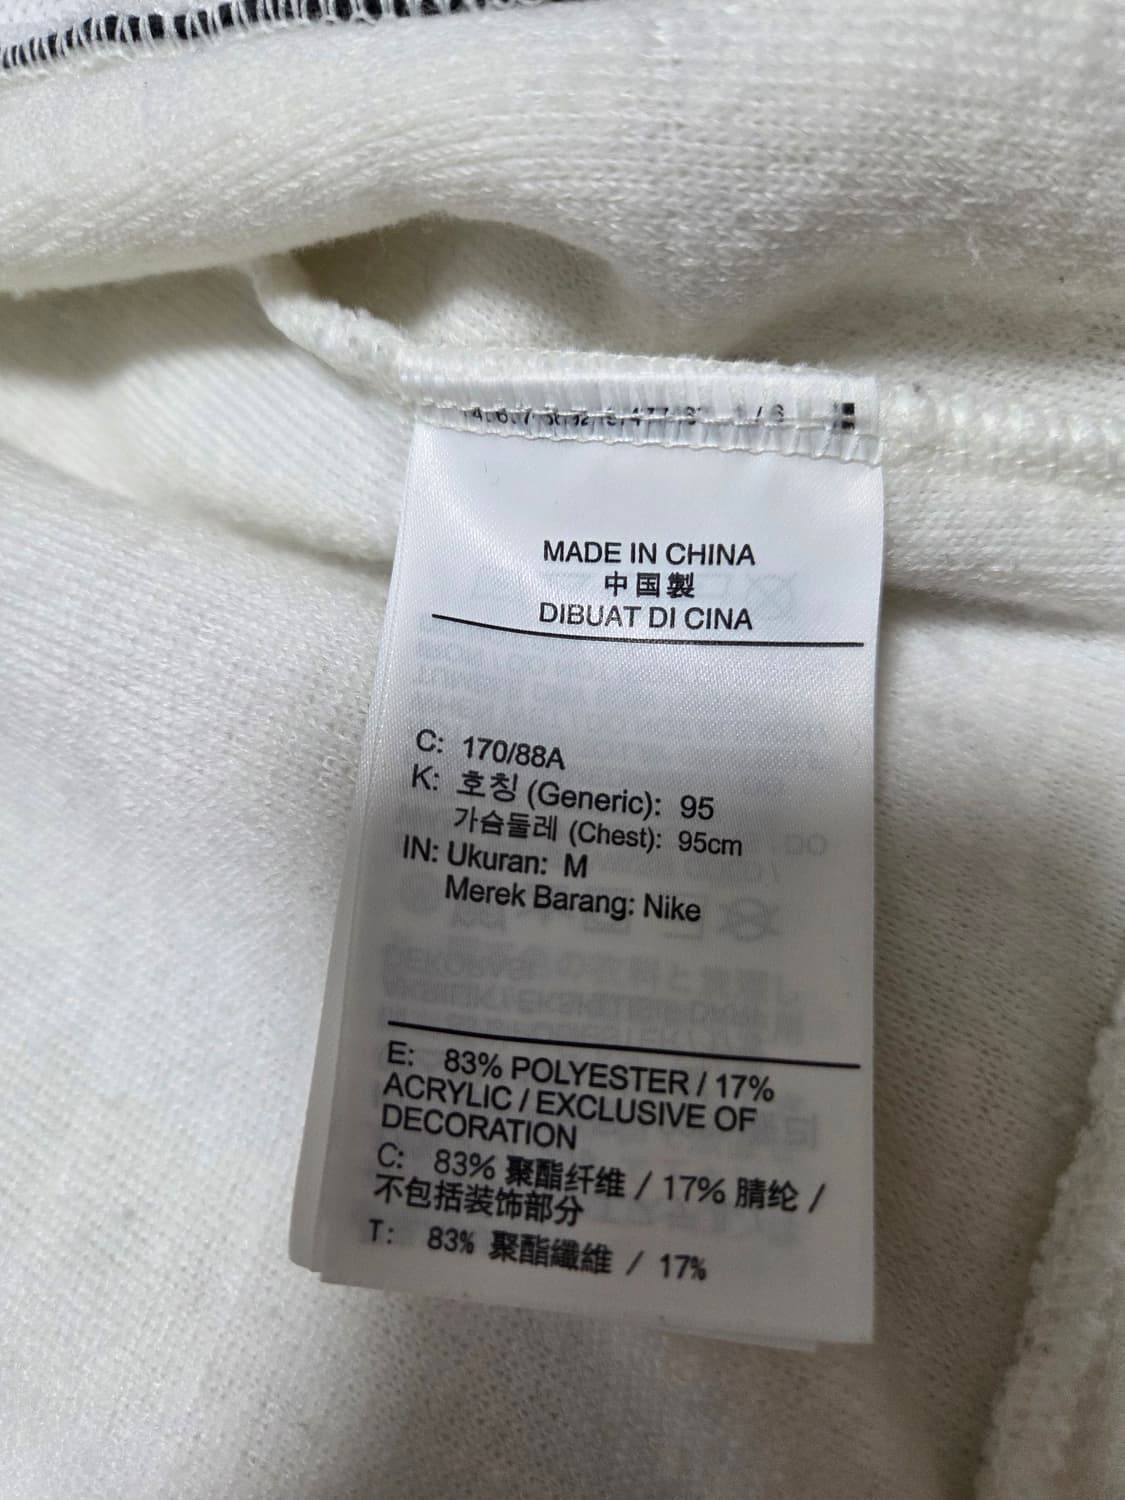 MADE IN CHINA
中国製
DIBUAT DI CINA
C: 170/88A
K: 호칭 (Generic): 95
가슴둘레 (Chest): 95cm
IN: Ukuran: M
Merek Barang: Nike
E: 83% POLYESTER / 17%
ACRYLIC / EXCLUSIVE OF
DECORATION
C: 83% 聚酯纤维 / 17% 腈纶 /
不包括装饰部分
T: 83% 聚酯纖維 / 17%